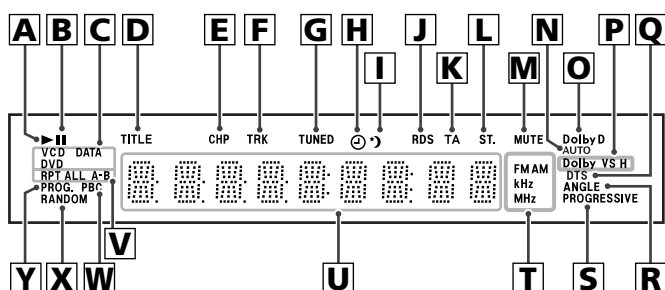 A B C D E F G H I J K L M N O P Q
TITLE CHP TRK TUNED RDS TA ST. MUTE Dolby D
AUTO
VCD DATA
Dolby VS H
DVD
DTS
RPT ALL A-B
FM AM
ANGLE
PROG. PBC
kHz
PROGRESSIVE
RANDOM
MHz
Y X W V U T S R